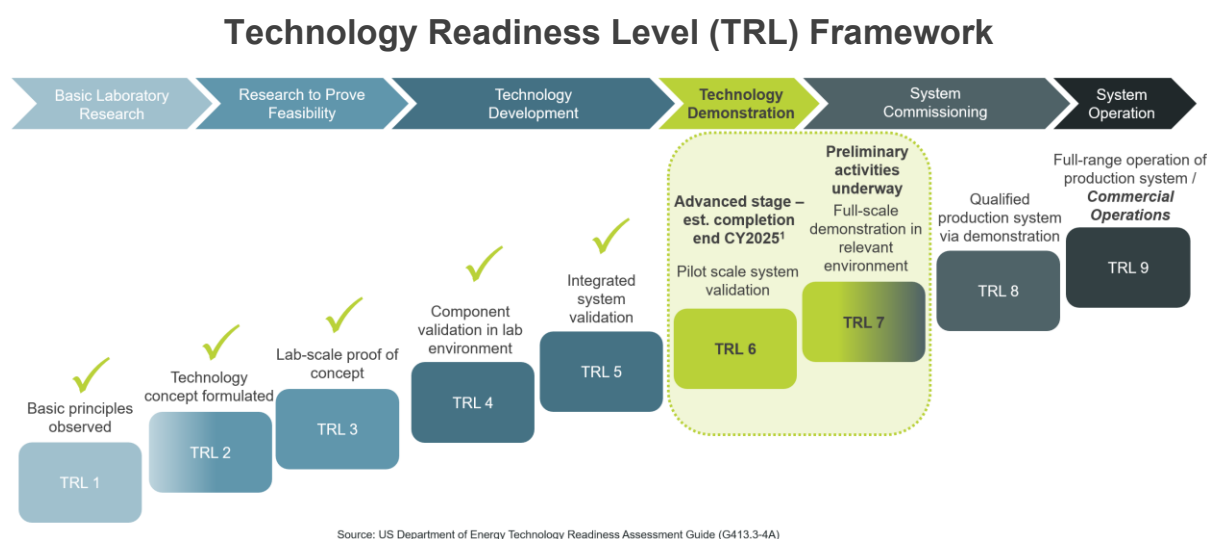 Technology Readiness Level (TRL) Framework
Basic Laboratory
Research
Research to Prove
Feasibility
Technology
Development
Technology
Demonstration
System
Commissioning
System
Operation
Basic principles
observed
TRL 1
Technology
concept formulated
TRL 2
Lab-scale proof of
concept
TRL 3
Component
validation in lab
environment
TRL 4
Integrated
system
validation
TRL 5
Advanced stage –
est. completion
end CY2025¹
Pilot scale system
validation
TRL 6
Preliminary
activities
underway
Full-scale
demonstration in
relevant
environment
TRL 7
Qualified
production system
via demonstration
TRL 8
Full-range operation of
production system /
Commercial
Operations
TRL 9
Source: US Department of Energy Technology Readiness Assessment Guide (G413.3-4A)